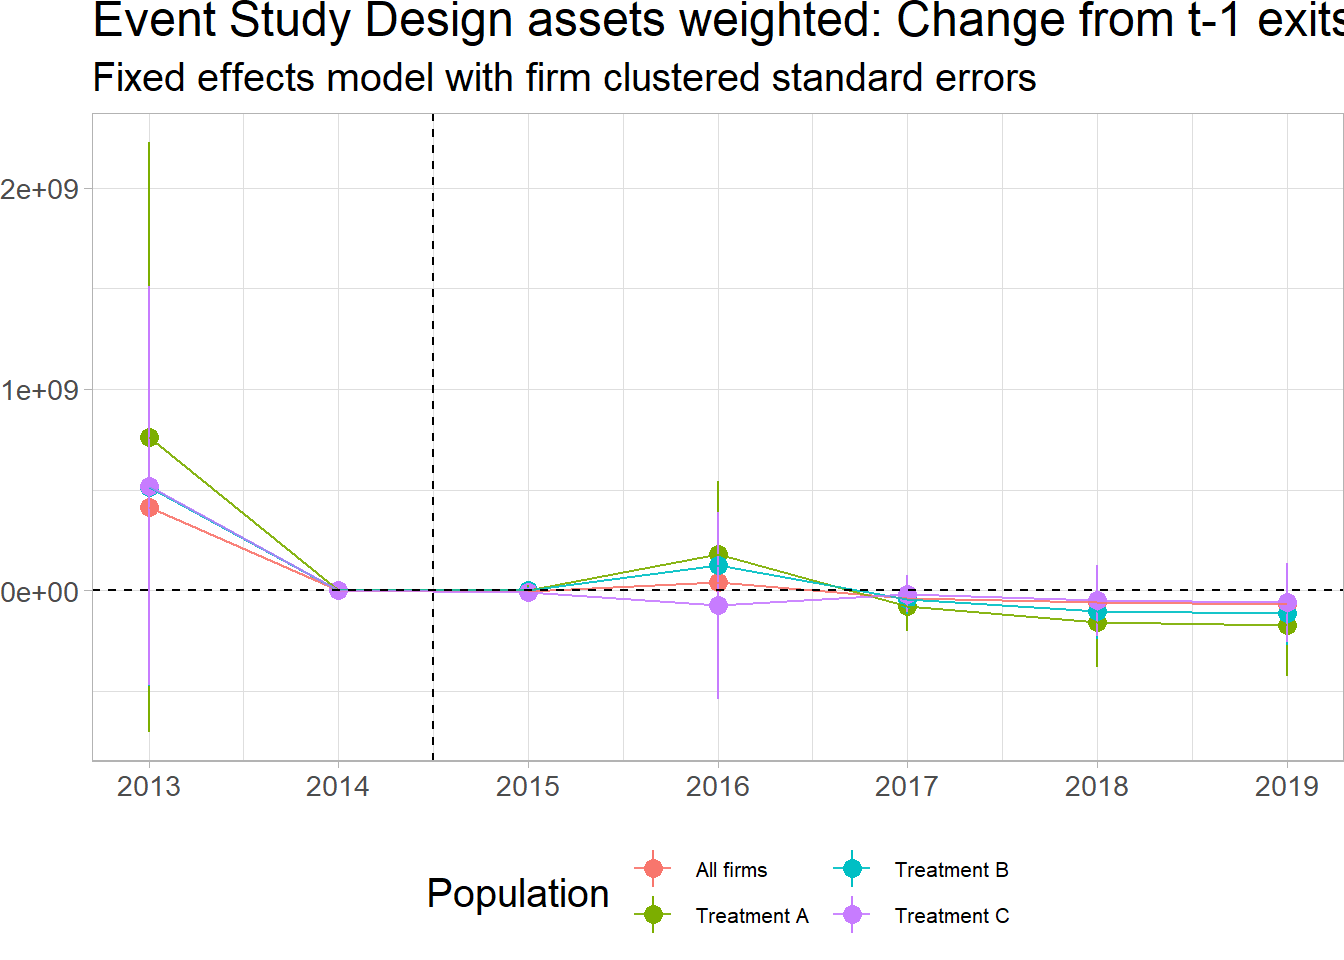 Event Study Design assets weighted: Change from t-1 exits
Fixed effects model with firm clustered standard errors
2e+09
1e+09
0e+00
2013 2014 2015 2016 2017 2018 2019
Population
All firms
Treatment A
Treatment B
Treatment C